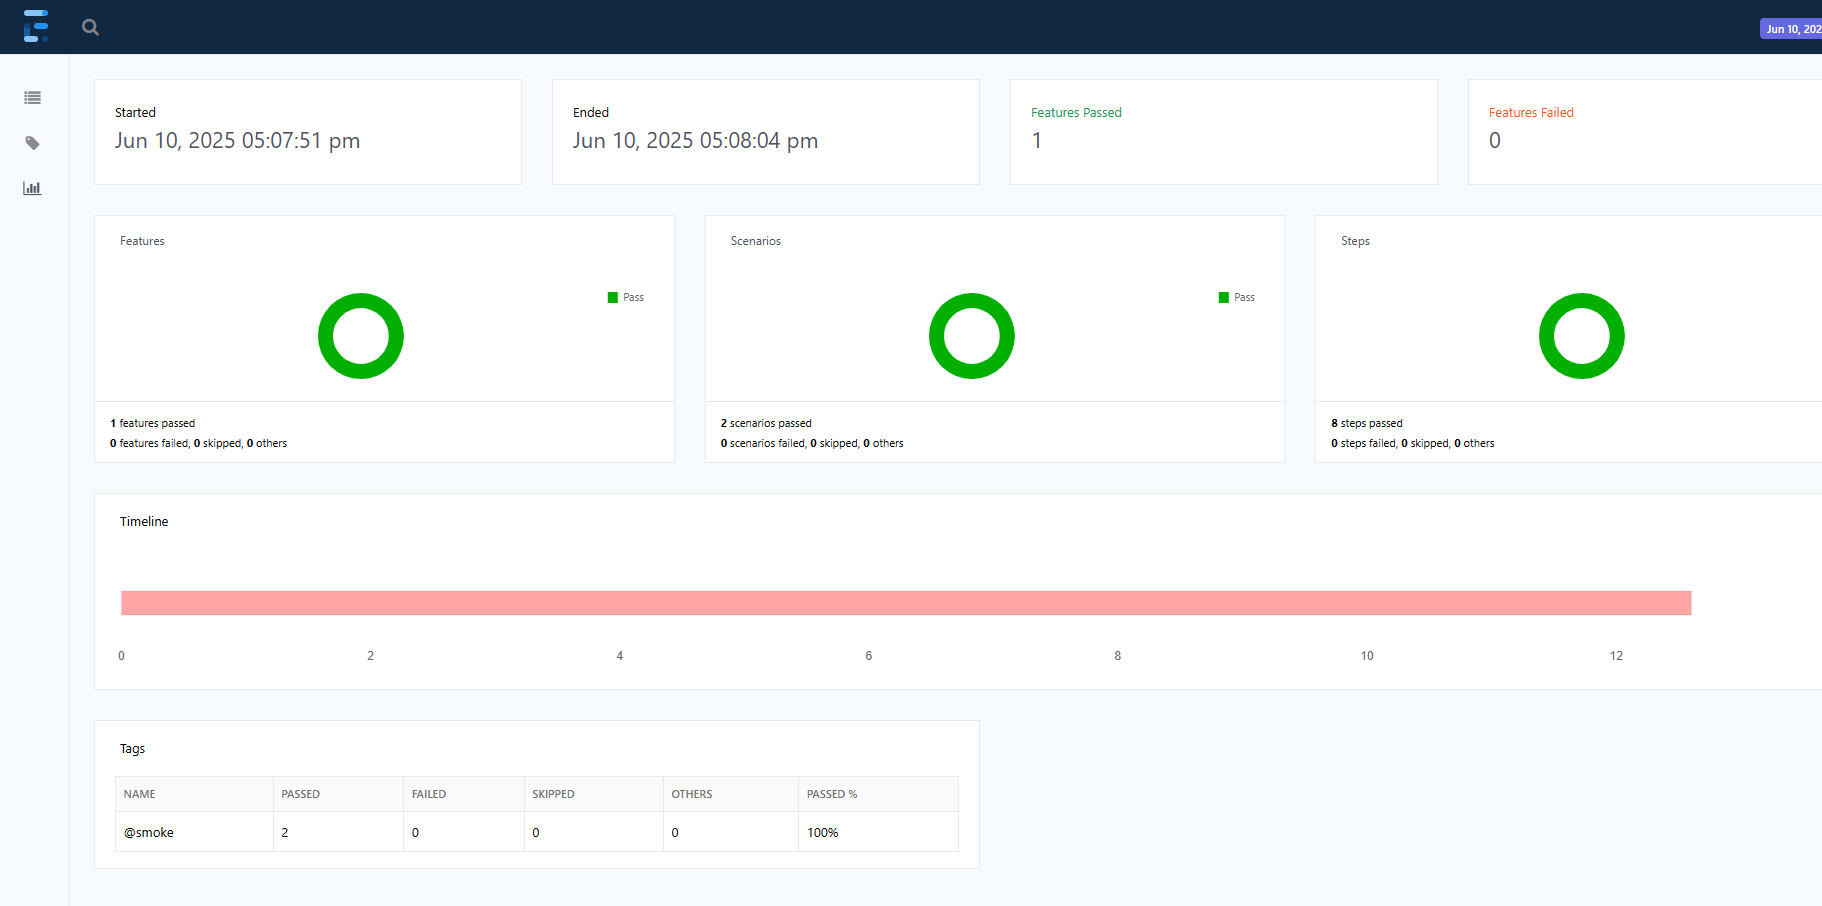 Jun 10, 202
Started
Jun 10, 2025 05:07:51 pm
Ended
Jun 10, 2025 05:08:04 pm
Features Passed
1
Features Failed
0
Features
Pass
1 features passed
0 features failed, 0 skipped, 0 others
Scenarios
Pass
2 scenarios passed
0 scenarios failed, 0 skipped, 0 others
Steps
8 steps passed
0 steps failed, 0 skipped, 0 others
Timeline
0 2 4 6 8 10 12
Tags
NAME PASSED FAILED SKIPPED OTHERS PASSED %
@smoke 2 0 0 0 100%